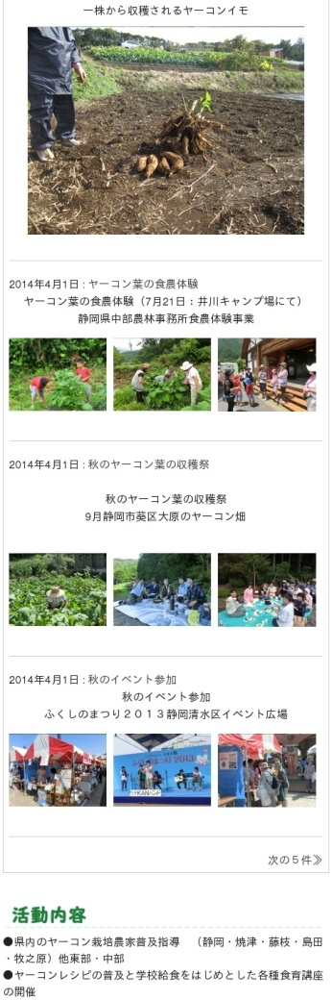 一株から収穫されるヤーコンイモ
2014年4月1日 : ヤーコン葉の食農体験
ヤーコン葉の食農体験（7月21日：井川キャンプ場にて）
静岡県中部農林事務所食農体験事業
2014年4月1日 : 秋のヤーコン葉の収穫祭
秋のヤーコン葉の収穫祭
9月静岡市葵区大原のヤーコン畑
2014年4月1日 : 秋のイベント参加
秋のイベント参加
ふくしのまつり２０１３静岡清水区イベント広場
次の５件≫
活動内容
●県内のヤーコン栽培農家普及指導　（静岡・焼津・藤枝・島田
・牧之原）他東部・中部
●ヤーコンレシピの普及と学校給食をはじめとした各種食育講座
の開催